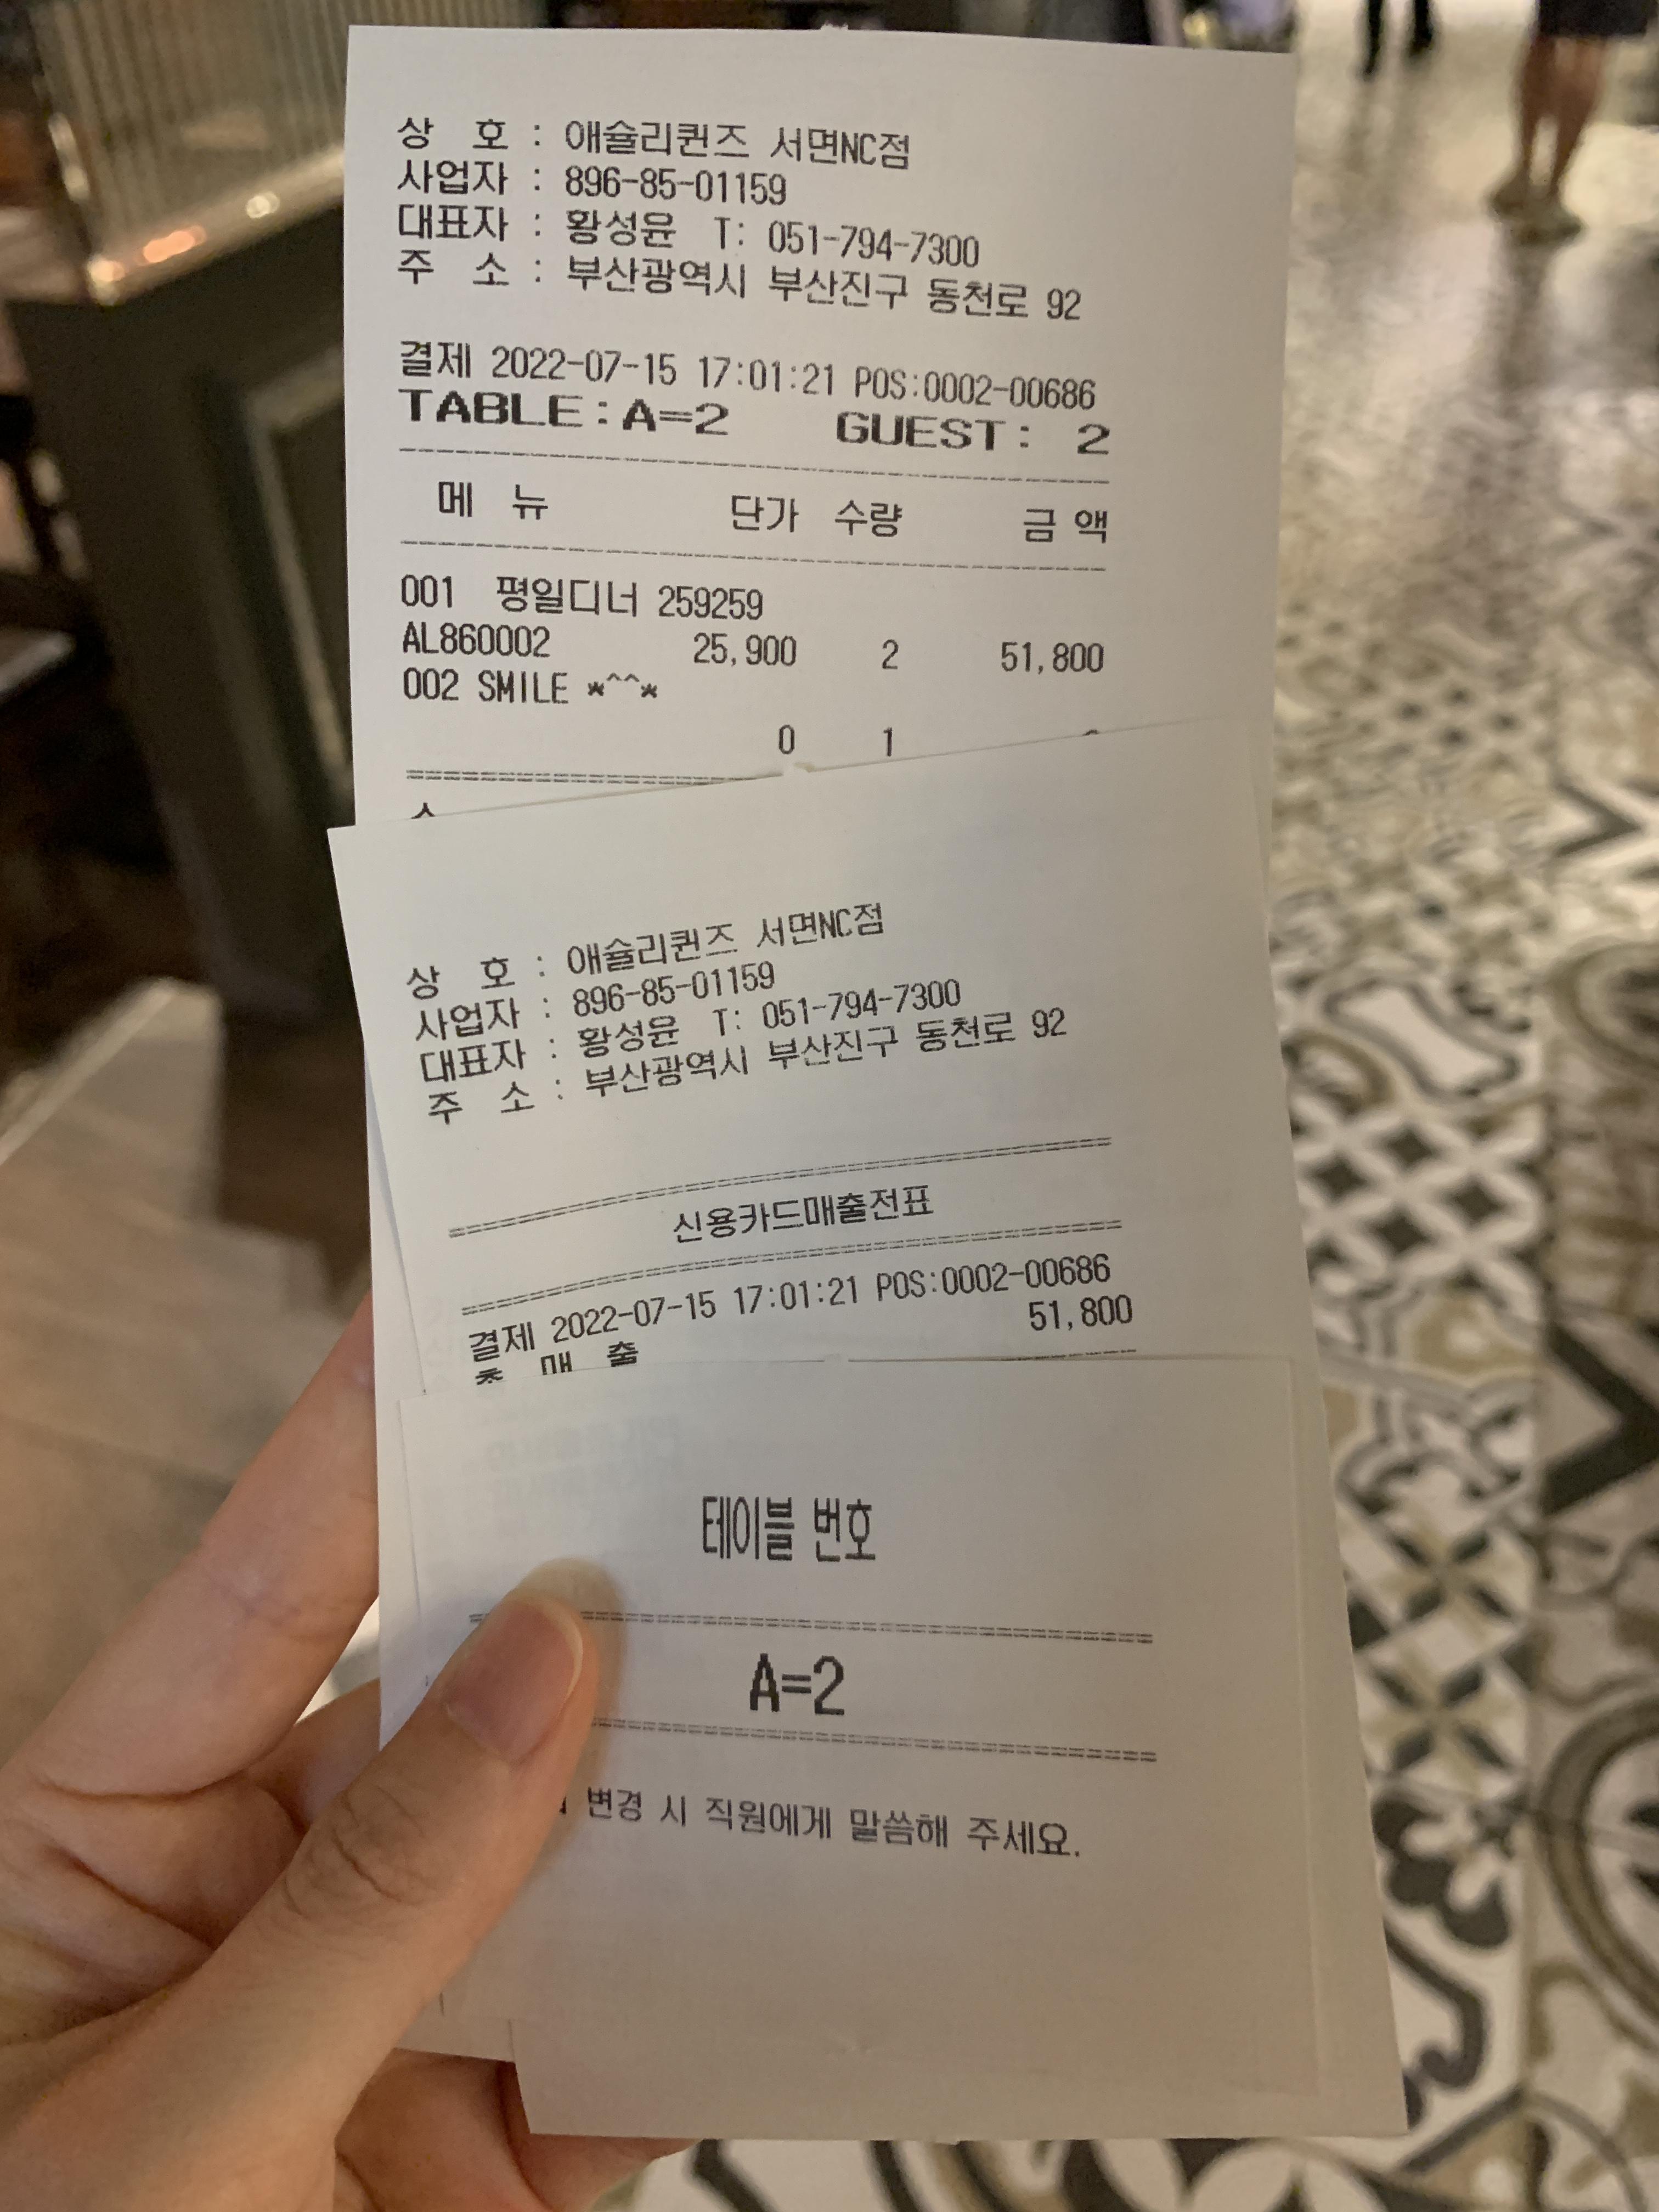 상 호 : 애슐리퀸즈 서면NC점
사업자 : 896-85-01159
대표자 : 황성윤 T: 051-794-7300
주 소 : 부산광역시 부산진구 동천로 92
결제 2022-07-15 17:01:21 POS:0002-00686
TABLE:A=2 GUEST: 2
메 뉴 단가 수량 금 액
001 평일디너 259259
AL860002 25,900 2 51,800
002 SMILE *^^*
0 1
상 호 : 애슐리퀸즈 서면NC점
사업자 : 896-85-01159
대표자 : 황성윤 T: 051-794-7300
주 소 : 부산광역시 부산진구 동천로 92
신용카드매출전표
결제 2022-07-15 17:01:21 POS:0002-00686
총 매 출 51,800
테이블 번호
A=2
변경 시 직원에게 말씀해 주세요.